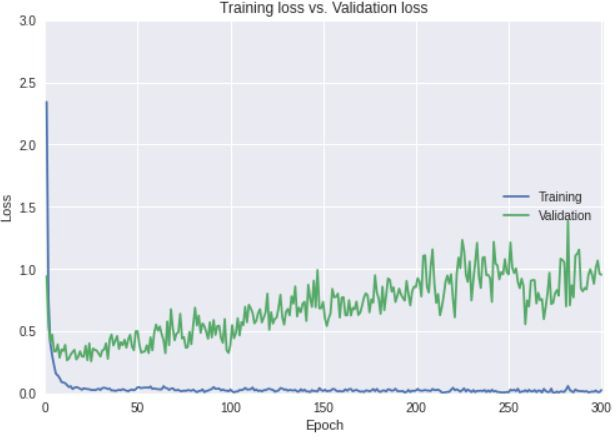 Training loss vs. Validation loss
3.0
2.5
2.0
1.5
1.0
0.5
0.0
Loss
Training
Validation
0 50 100 150 200 250 300
Epoch